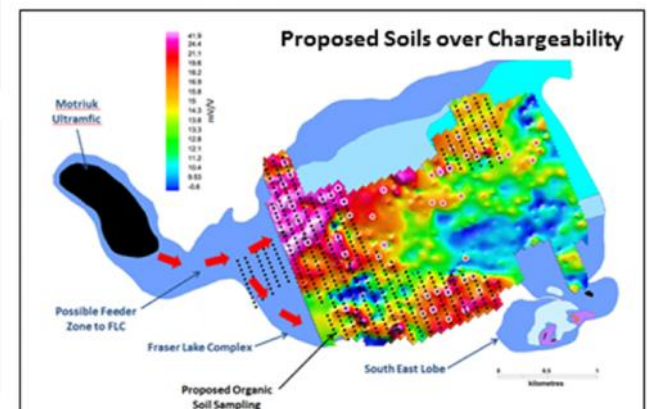 Proposed Soils over Chargeability
41.9
24.4
21.1
19.6
18.2
16.9
15.8
15
14.3
13.6
12.8
12.1
11.2
10.4
9.53
-0.6
mV/V
Motriuk
Ultramfic
Possible Feeder
Zone to FLC
Fraser Lake Complex
Proposed Organic
Soil Sampling
South East Lobe
0 0.5 1
kilometres